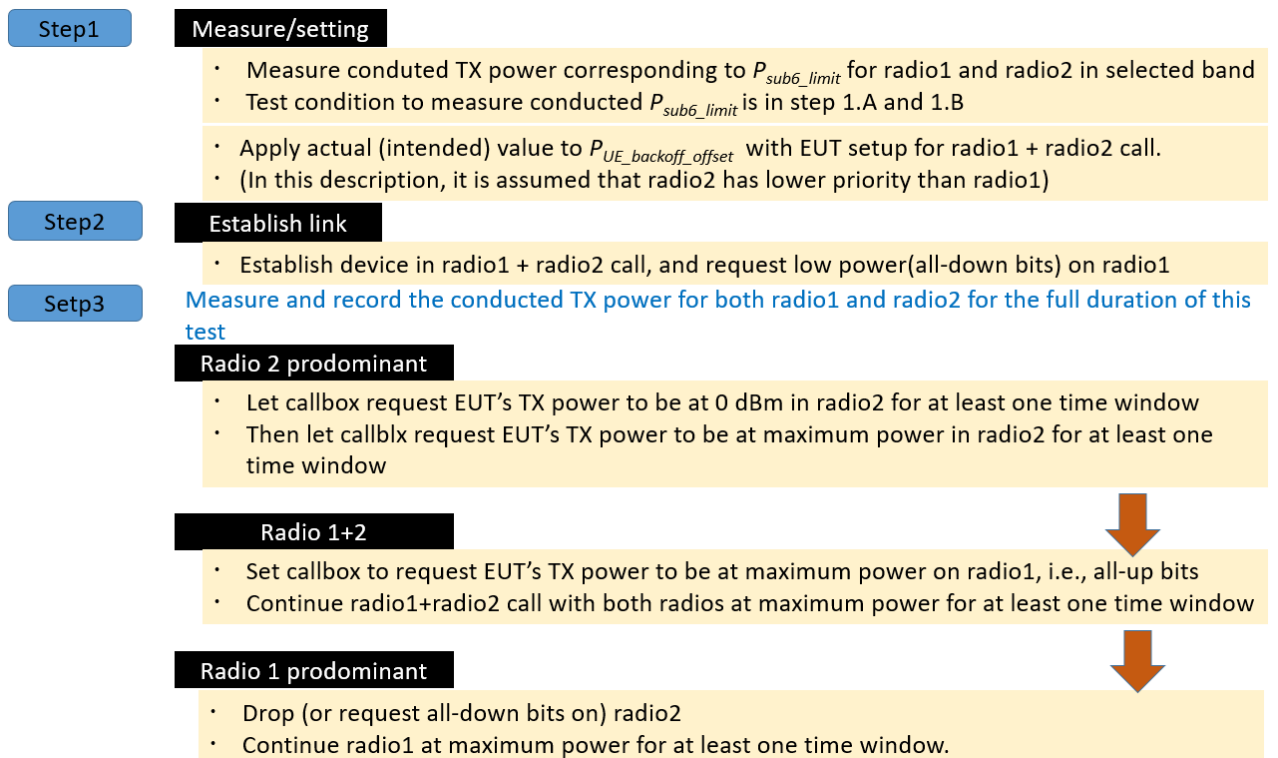 Step1
Measure/setting
· Measure conduted TX power corresponding to P_sub6_limit for radio1 and radio2 in selected band
· Test condition to measure conducted P_sub6_limit is in step 1.A and 1.B
· Apply actual (intended) value to P_UE_backoff_offset with EUT setup for radio1 + radio2 call.
· (In this description, it is assumed that radio2 has lower priority than radio1)
Step2
Establish link
· Establish device in radio1 + radio2 call, and request low power(all-down bits) on radio1
Setp3
Measure and record the conducted TX power for both radio1 and radio2 for the full duration of this
test
Radio 2 prodominant
· Let callbox request EUT’s TX power to be at 0 dBm in radio2 for at least one time window
· Then let callblx request EUT’s TX power to be at maximum power in radio2 for at least one
time window
Radio 1+2
· Set callbox to request EUT’s TX power to be at maximum power on radio1, i.e., all-up bits
· Continue radio1+radio2 call with both radios at maximum power for at least one time window
Radio 1 prodominant
· Drop (or request all-down bits on) radio2
· Continue radio1 at maximum power for at least one time window.